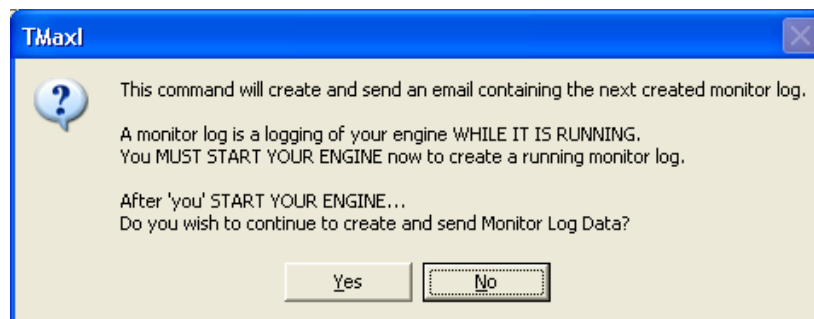 TMaxI
?
This command will create and send an email containing the next created monitor log.
A monitor log is a logging of your engine WHILE IT IS RUNNING.
You MUST START YOUR ENGINE now to create a running monitor log.
After 'you' START YOUR ENGINE...
Do you wish to continue to create and send Monitor Log Data?
Yes
No